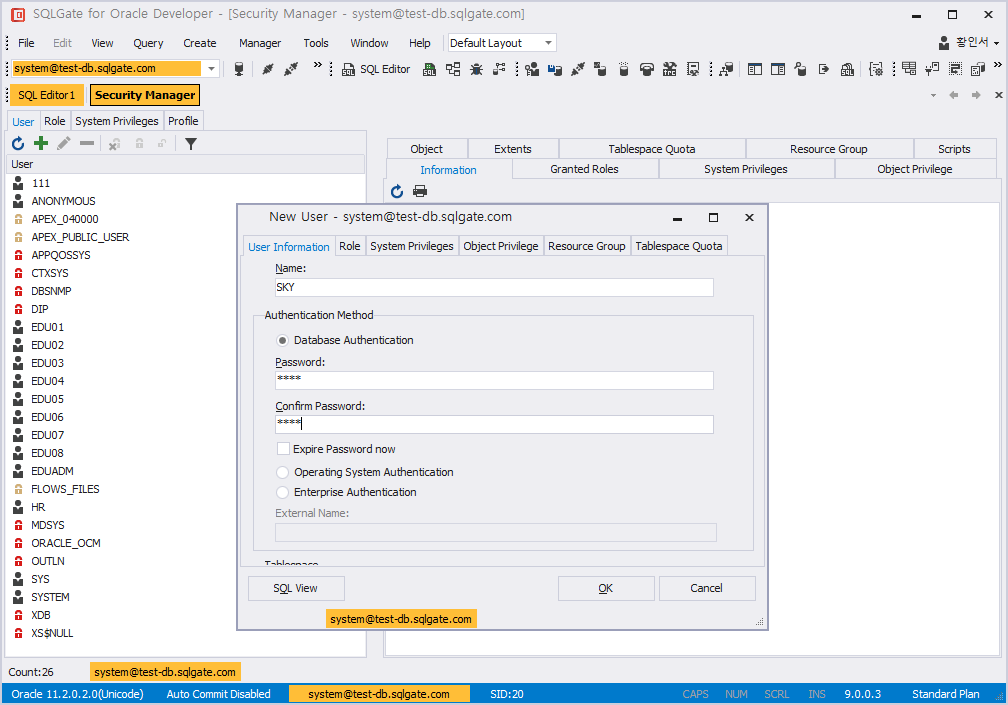 SQLGate for Oracle Developer - [Security Manager - system@test-db.sqlgate.com]
File Edit View Query Create Manager Tools Window Help Default Layout 황인서
system@test-db.sqlgate.com SQL Editor
SQL Editor1 Security Manager
User Role System Privileges Profile
User
111
ANONYMOUS
APEX_040000
APEX_PUBLIC_USER
APPQOSSYS
CTXSYS
DBSNMP
DIP
EDU01
EDU02
EDU03
EDU04
EDU05
EDU06
EDU07
EDU08
EDUADM
FLOWS_FILES
HR
MDSYS
ORACLE_OCM
OUTLN
SYS
SYSTEM
XDB
XS$NULL
Object Extents Tablespace Quota Resource Group Scripts
Information Granted Roles System Privileges Object Privilege
New User - system@test-db.sqlgate.com
User Information Role System Privileges Object Privilege Resource Group Tablespace Quota
Name:
SKY
Authentication Method
Database Authentication
Password:
****
Confirm Password:
****
Expire Password now
Operating System Authentication
Enterprise Authentication
External Name:
Tablespace
SQL View OK Cancel
system@test-db.sqlgate.com
Count:26 system@test-db.sqlgate.com
Oracle 11.2.0.2.0(Unicode) Auto Commit Disabled system@test-db.sqlgate.com SID:20 CAPS NUM SCRL INS 9.0.0.3 Standard Plan